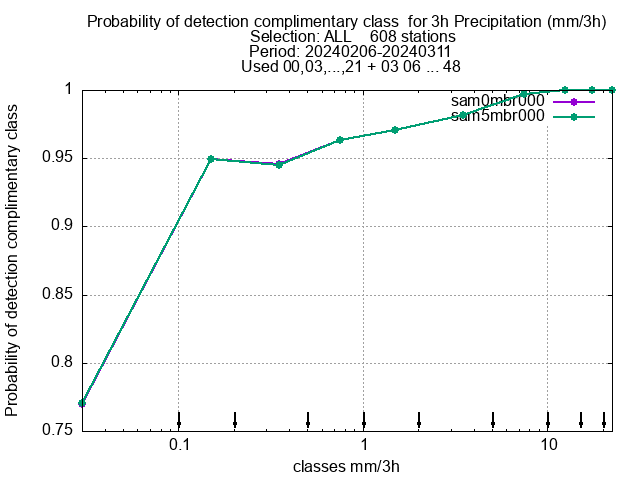 Probability of detection complimentary class  for 3h Precipitation (mm/3h)
Selection: ALL    608 stations
Period: 20240206-20240311
Used 00,03,...,21 + 03 06 ... 48
sam0mbr000
sam5mbr000
Probability of detection complimentary class
1
0.95
0.9
0.85
0.8
0.75
0.1
1
10
classes mm/3h